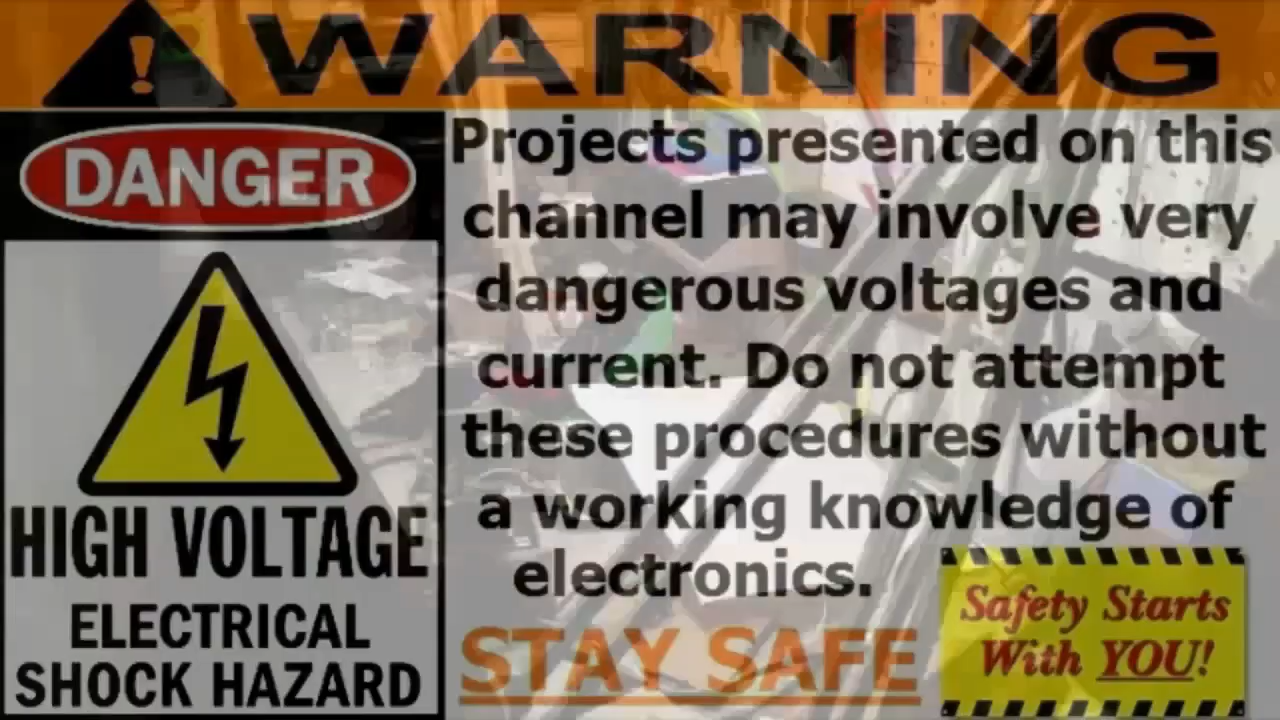 WARNING
DANGER
HIGH VOLTAGE
ELECTRICAL
SHOCK HAZARD
Projects presented on this
channel may involve very
dangerous voltages and
current. Do not attempt
these procedures without
a working knowledge of
electronics.
STAY SAFE
Safety Starts
With YOU!